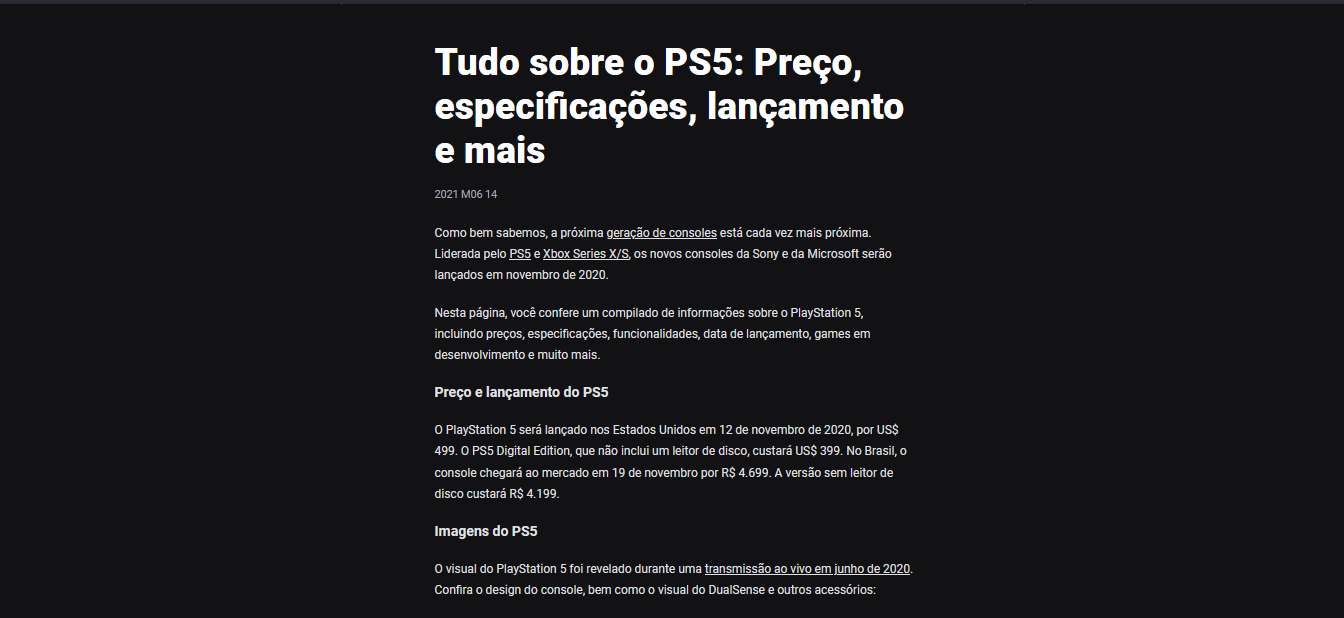 Tudo sobre o PS5: Preço,
especificações, lançamento
e mais
2021 M06 14
Como bem sabemos, a próxima geração de consoles está cada vez mais próxima.
Liderada pelo PS5 e Xbox Series X/S, os novos consoles da Sony e da Microsoft serão
lançados em novembro de 2020.
Nesta página, você confere um compilado de informações sobre o PlayStation 5,
incluindo preços, especificações, funcionalidades, data de lançamento, games em
desenvolvimento e muito mais.
Preço e lançamento do PS5
O PlayStation 5 será lançado nos Estados Unidos em 12 de novembro de 2020, por US$
499. O PS5 Digital Edition, que não inclui um leitor de disco, custará US$ 399. No Brasil, o
console chegará ao mercado em 19 de novembro por R$ 4.699. A versão sem leitor de
disco custará R$ 4.199.
Imagens do PS5
O visual do PlayStation 5 foi revelado durante uma transmissão ao vivo em junho de 2020.
Confira o design do console, bem como o visual do DualSense e outros acessórios: